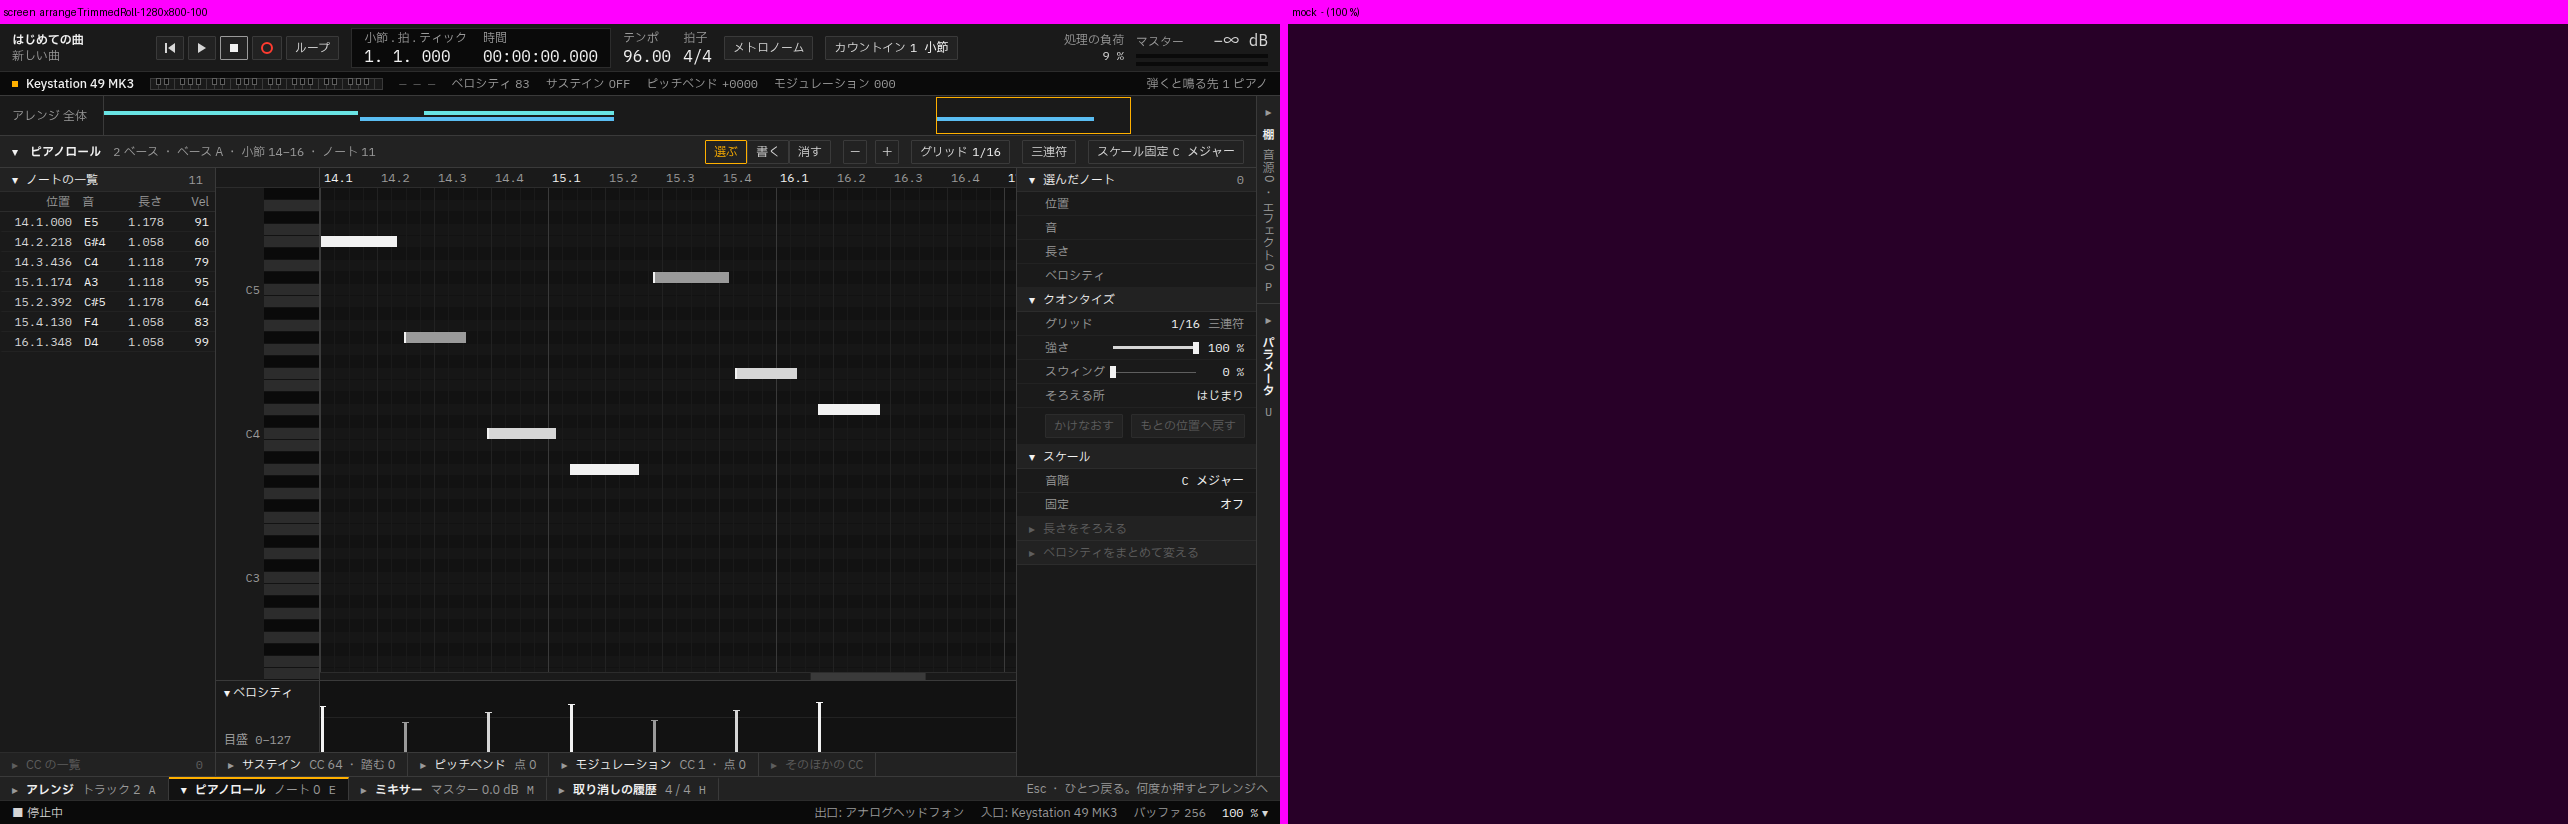 screen arrangeTrimmedRoll-1280x800-100
mock - (100%)
はじめての曲
新しい曲
ループ
小節.拍.ティック 時間
1. 1. 000 00:00:00.000
テンポ 拍子
96.00 4/4
メトロノーム
カウントイン 1 小節
処理の負荷
9 %
マスター −∞ dB
Keystation 49 MK3
— — —
ベロシティ 83 サステイン OFF ピッチベンド +0000 モジュレーション 000
弾くと鳴る先 1 ピアノ
アレンジ 全体
▼ ピアノロール 2 ベース · ベース A · 小節 14–16 · ノート 11
選ぶ 書く 消す − + グリッド 1/16 三連符 スケール固定 C メジャー
▼ ノートの一覧 11
位置 音 長さ Vel
14.1.000 E5 1.178 91
14.2.218 G#4 1.058 60
14.3.436 C4 1.118 79
15.1.174 A3 1.118 95
15.2.392 C#5 1.178 64
15.4.130 F4 1.058 83
16.1.348 D4 1.058 99
14.1 14.2 14.3 14.4 15.1 15.2 15.3 15.4 16.1 16.2 16.3 16.4 1
C5
C4
C3
▼ベロシティ
目盛 0–127
▼ 選んだノート 0
位置
音
長さ
ベロシティ
▼ クオンタイズ
グリッド 1/16 三連符
強さ 100 %
スウィング 0 %
そろえる所 はじまり
かけなおす もとの位置へ戻す
▼ スケール
音階 C メジャー
固定 オフ
▶ 長さをそろえる
▶ ベロシティをまとめて変える
▶ 棚 音源 0 · エフェクト 0 P
▶ パラメータ U
▶ CC の一覧 0
▶ サステイン CC 64 · 踏む 0
▶ ピッチベンド 点 0
▶ モジュレーション CC 1 · 点 0
▶ そのほかの CC
▶ アレンジ トラック 2 A
▼ ピアノロール ノート 0 E
▶ ミキサー マスター 0.0 dB M
▶ 取り消しの履歴 4 / 4 H
Esc · ひとつ戻る。何度か押すとアレンジへ
■ 停止中
出口: アナログヘッドフォン 入口: Keystation 49 MK3 バッファ 256 100 % ▼